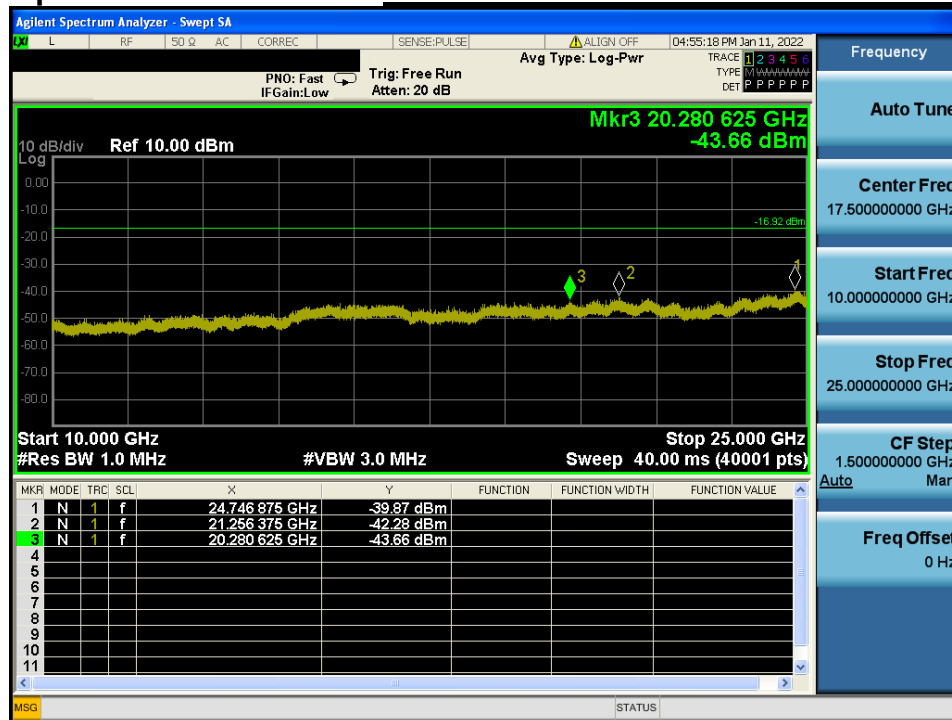 Agilent Spectrum Analyzer - Swept SA
LXI L RF 50 Ω AC CORREC SENSE:PULSE ALIGN OFF 04:55:18 PM Jan 11, 2022
Avg Type: Log-Pwr
TRACE 1 2 3 4 5 6
TYPE M W W W W W
DET P P P P P P
PNO: Fast
IFGain:Low
Trig: Free Run
Atten: 20 dB
Mkr3 20.280 625 GHz
-43.66 dBm
10 dB/div
Log
Ref 10.00 dBm
0.00
-10.0
-20.0
-30.0
-40.0
-50.0
-60.0
-70.0
-80.0
-16.92 dBm
3
2
1
Start 10.000 GHz
Stop 25.000 GHz
#Res BW 1.0 MHz
#VBW 3.0 MHz
Sweep 40.00 ms (40001 pts)
MKR MODE TRC SCL X Y FUNCTION FUNCTION WIDTH FUNCTION VALUE
1 N 1 f 24.746 875 GHz -39.87 dBm
2 N 1 f 21.256 375 GHz -42.28 dBm
3 N 1 f 20.280 625 GHz -43.66 dBm
4
5
6
7
8
9
10
11
MSG
STATUS
Frequency
Auto Tune
Center Freq
17.500000000 GHz
Start Freq
10.000000000 GHz
Stop Freq
25.000000000 GHz
CF Step
1.500000000 GHz
Auto Man
Freq Offset
0 Hz